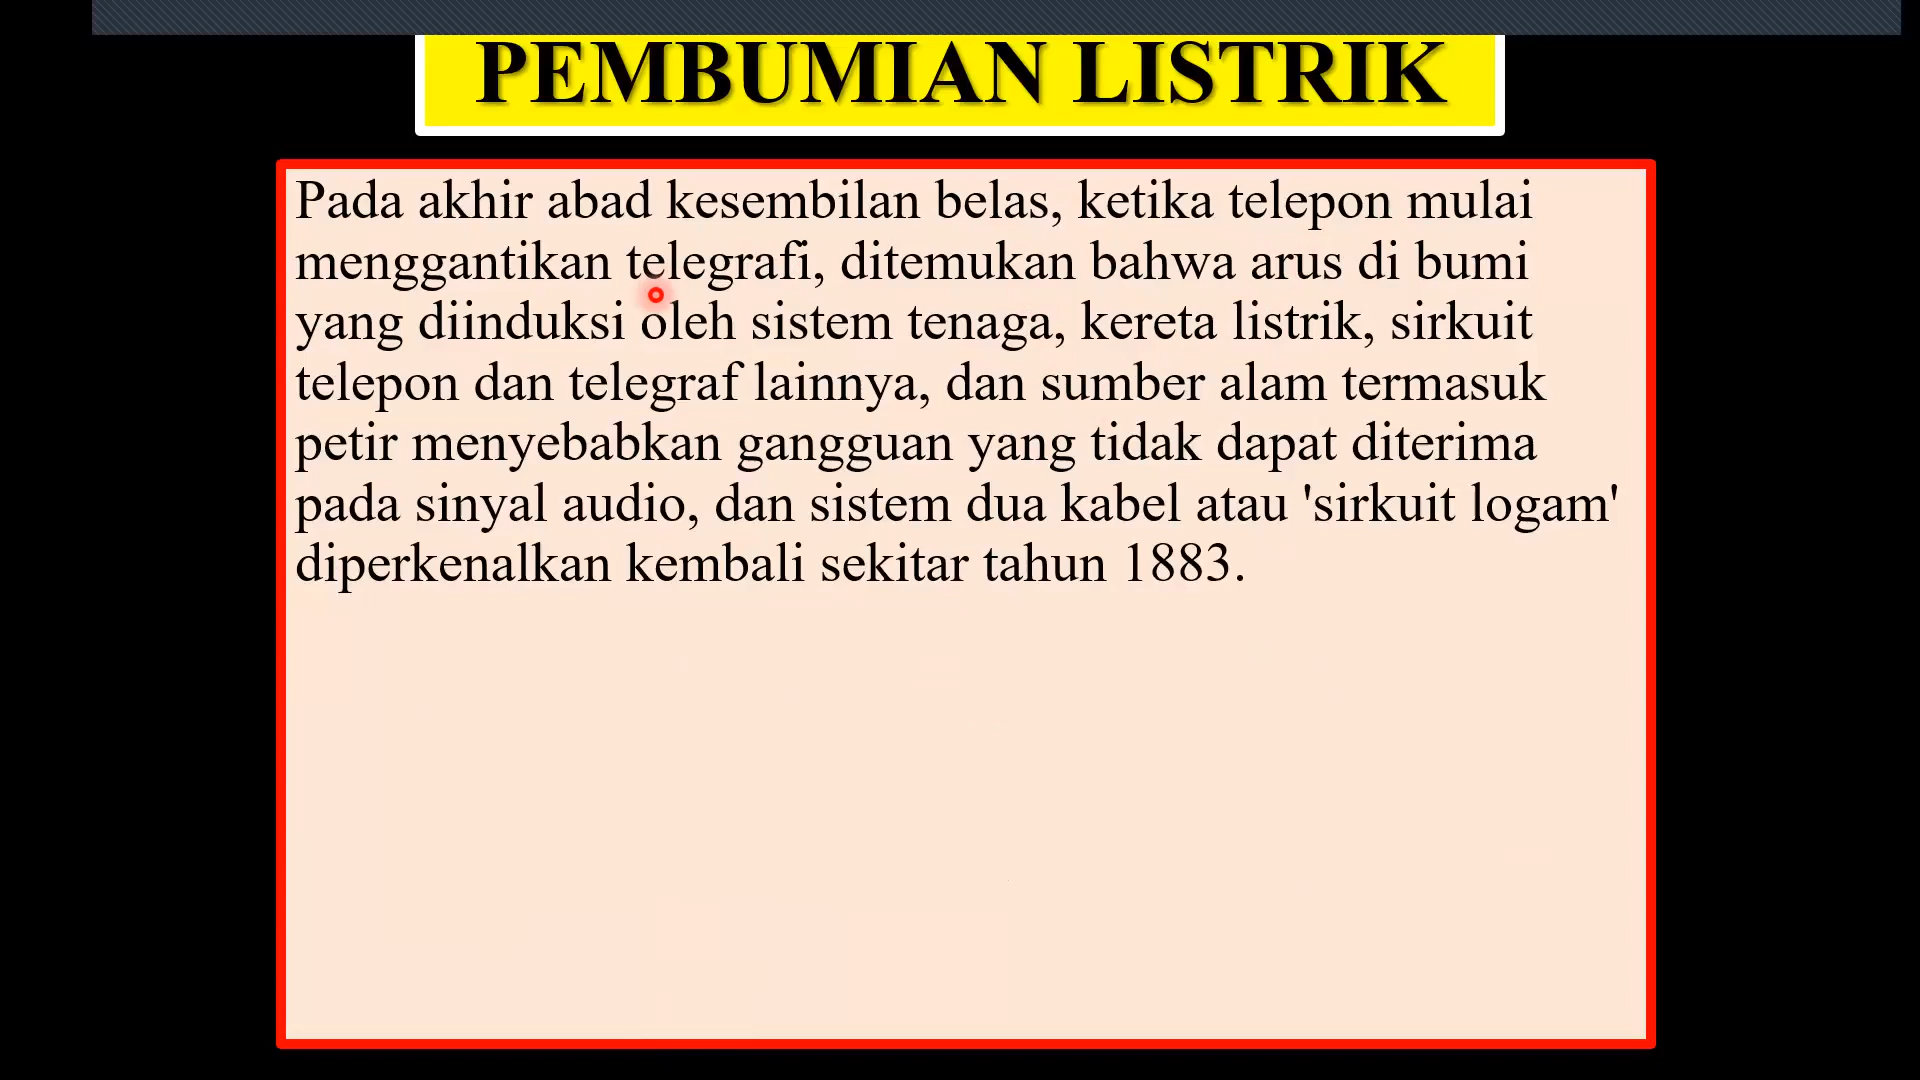 PEMBUMIAN LISTRIK
Pada akhir abad kesembilan belas, ketika telepon mulai
menggantikan telegrafi, ditemukan bahwa arus di bumi
yang diinduksi oleh sistem tenaga, kereta listrik, sirkuit
telepon dan telegraf lainnya, dan sumber alam termasuk
petir menyebabkan gangguan yang tidak dapat diterima
pada sinyal audio, dan sistem dua kabel atau 'sirkuit logam'
diperkenalkan kembali sekitar tahun 1883.